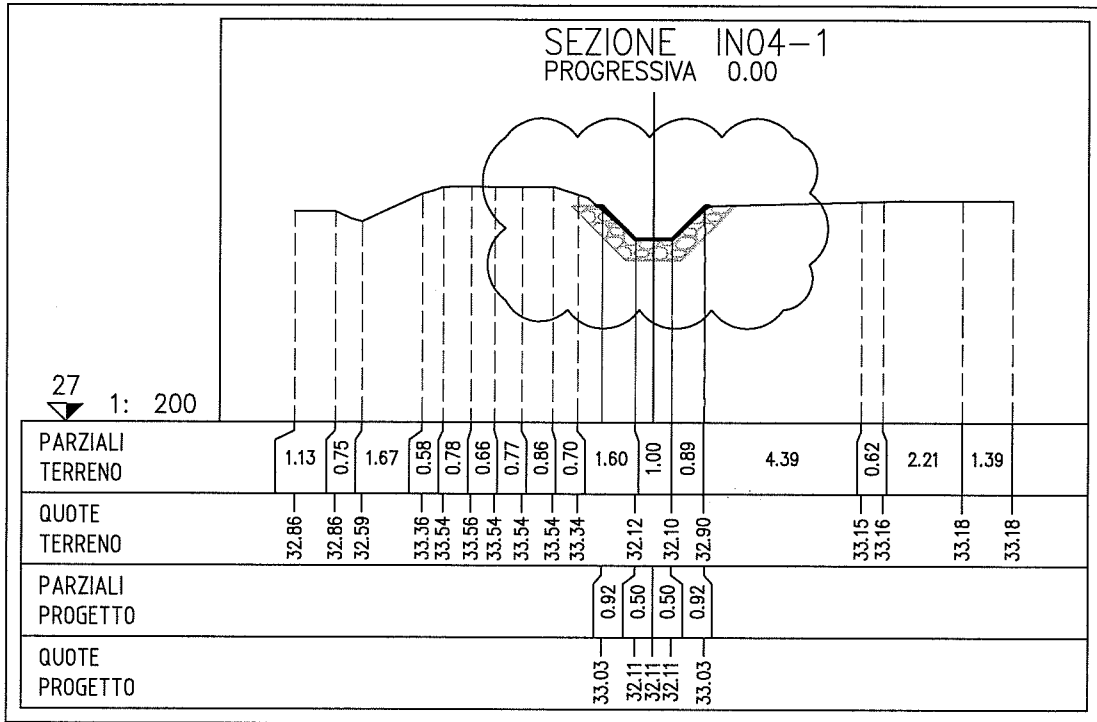 SEZIONE IN04-1
PROGRESSIVA 0.00
27
1: 200
PARZIALI
TERRENO
1.13 0.75 1.67 0.58 0.78 0.66 0.77 0.86 0.70 1.60 1.00 0.89 4.39 0.62 2.21 1.39
QUOTE
TERRENO
32.86 32.86 32.59 33.36 33.54 33.56 33.54 33.54 33.54 33.34 32.12 32.10 32.90 33.15 33.16 33.18 33.18
PARZIALI
PROGETTO
0.92 0.50 0.50 0.92
QUOTE
PROGETTO
33.03 32.11 32.11 32.11 33.03